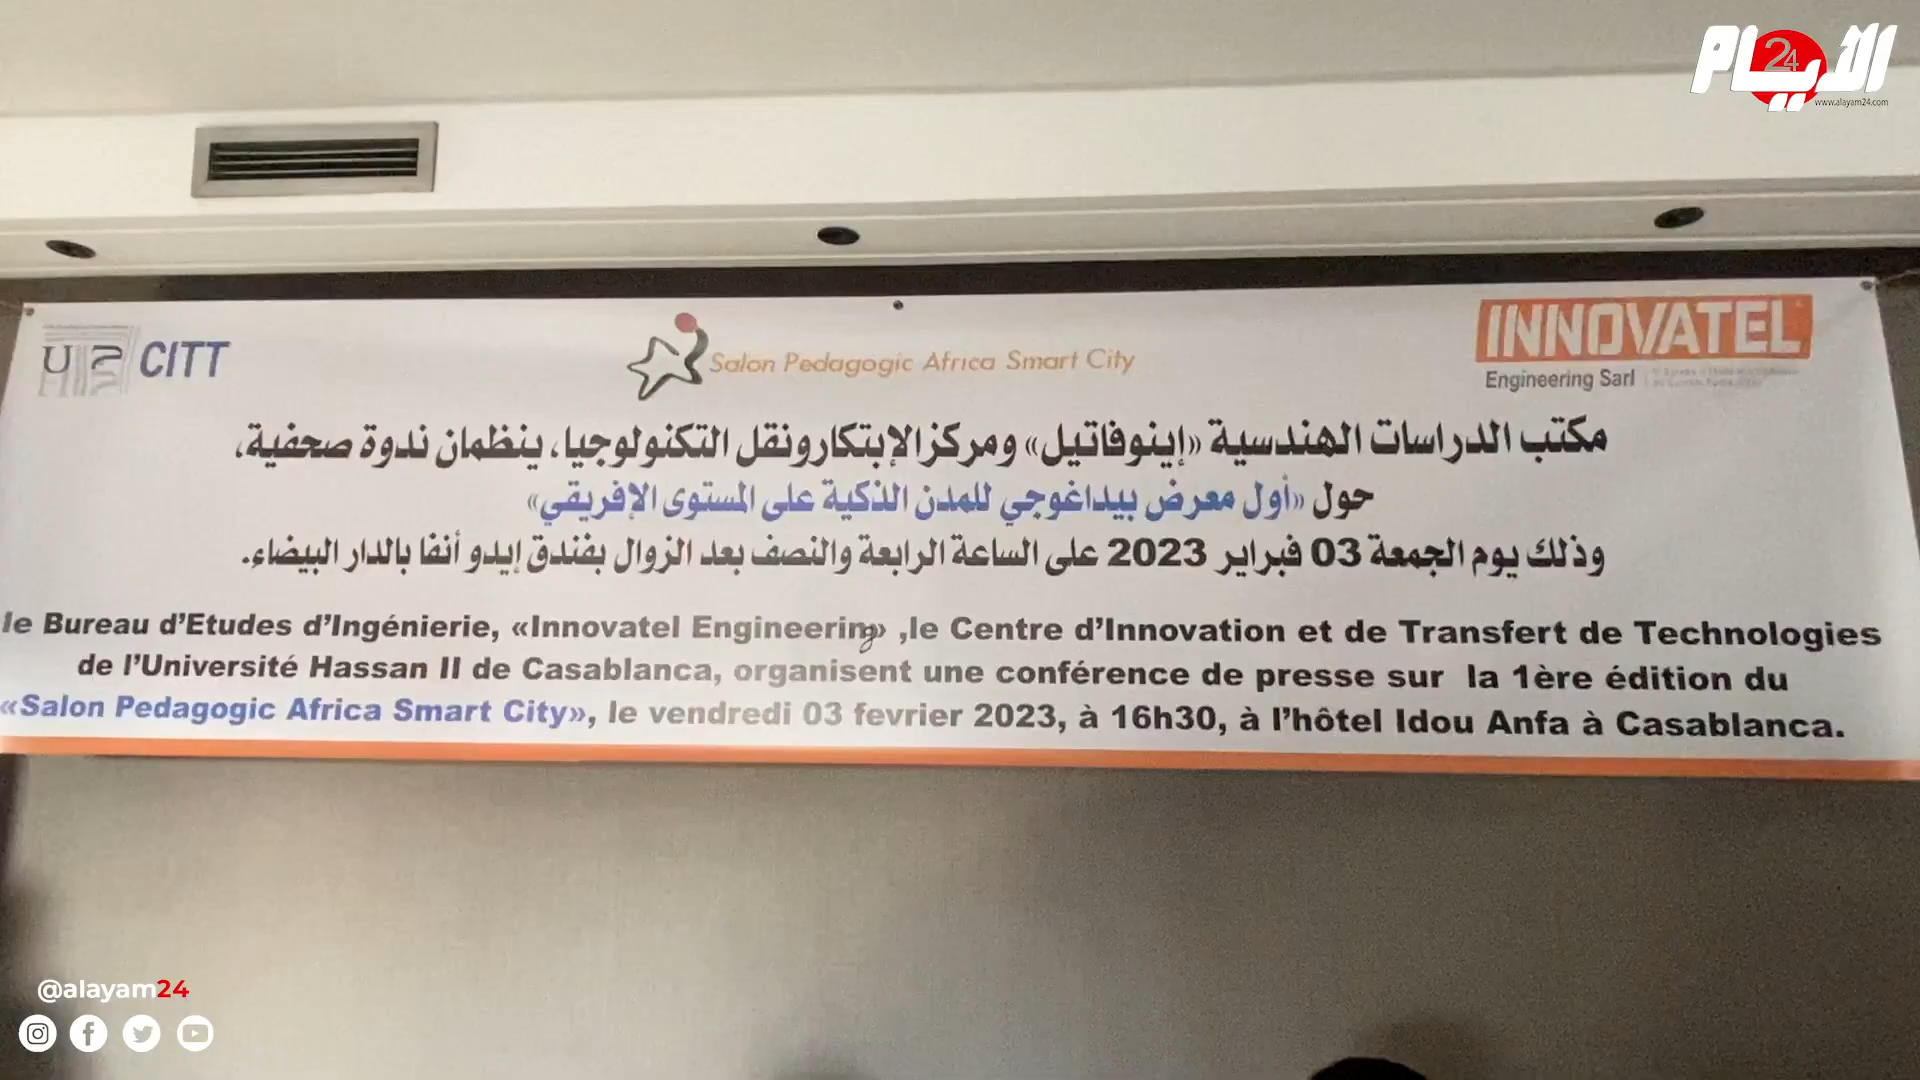 الأيام 24
www.alayam24.com
CITT
Salon Pedagogic Africa Smart City
INNOVATEL
Engineering Sarl
مكتب الدراسات الهندسية «إينوفاتيل» ومركز الإبتكار ونقل التكنولوجيا، ينظمان ندوة صحفية،
حول «أول معرض بيداغوجي للمدن الذكية على المستوى الإفريقي»
وذلك يوم الجمعة 03 فبراير 2023 على الساعة الرابعة والنصف بعد الزوال بفندق إيدو أنفا بالدار البيضاء.
le Bureau d’Etudes d’Ingénierie, «Innovatel Engineering» ,le Centre d’Innovation et de Transfert de Technologies
de l’Université Hassan II de Casablanca, organisent une conférence de presse sur la 1ère édition du
«Salon Pedagogic Africa Smart City», le vendredi 03 fevrier 2023, à 16h30, à l’hôtel Idou Anfa à Casablanca.
@alayam24